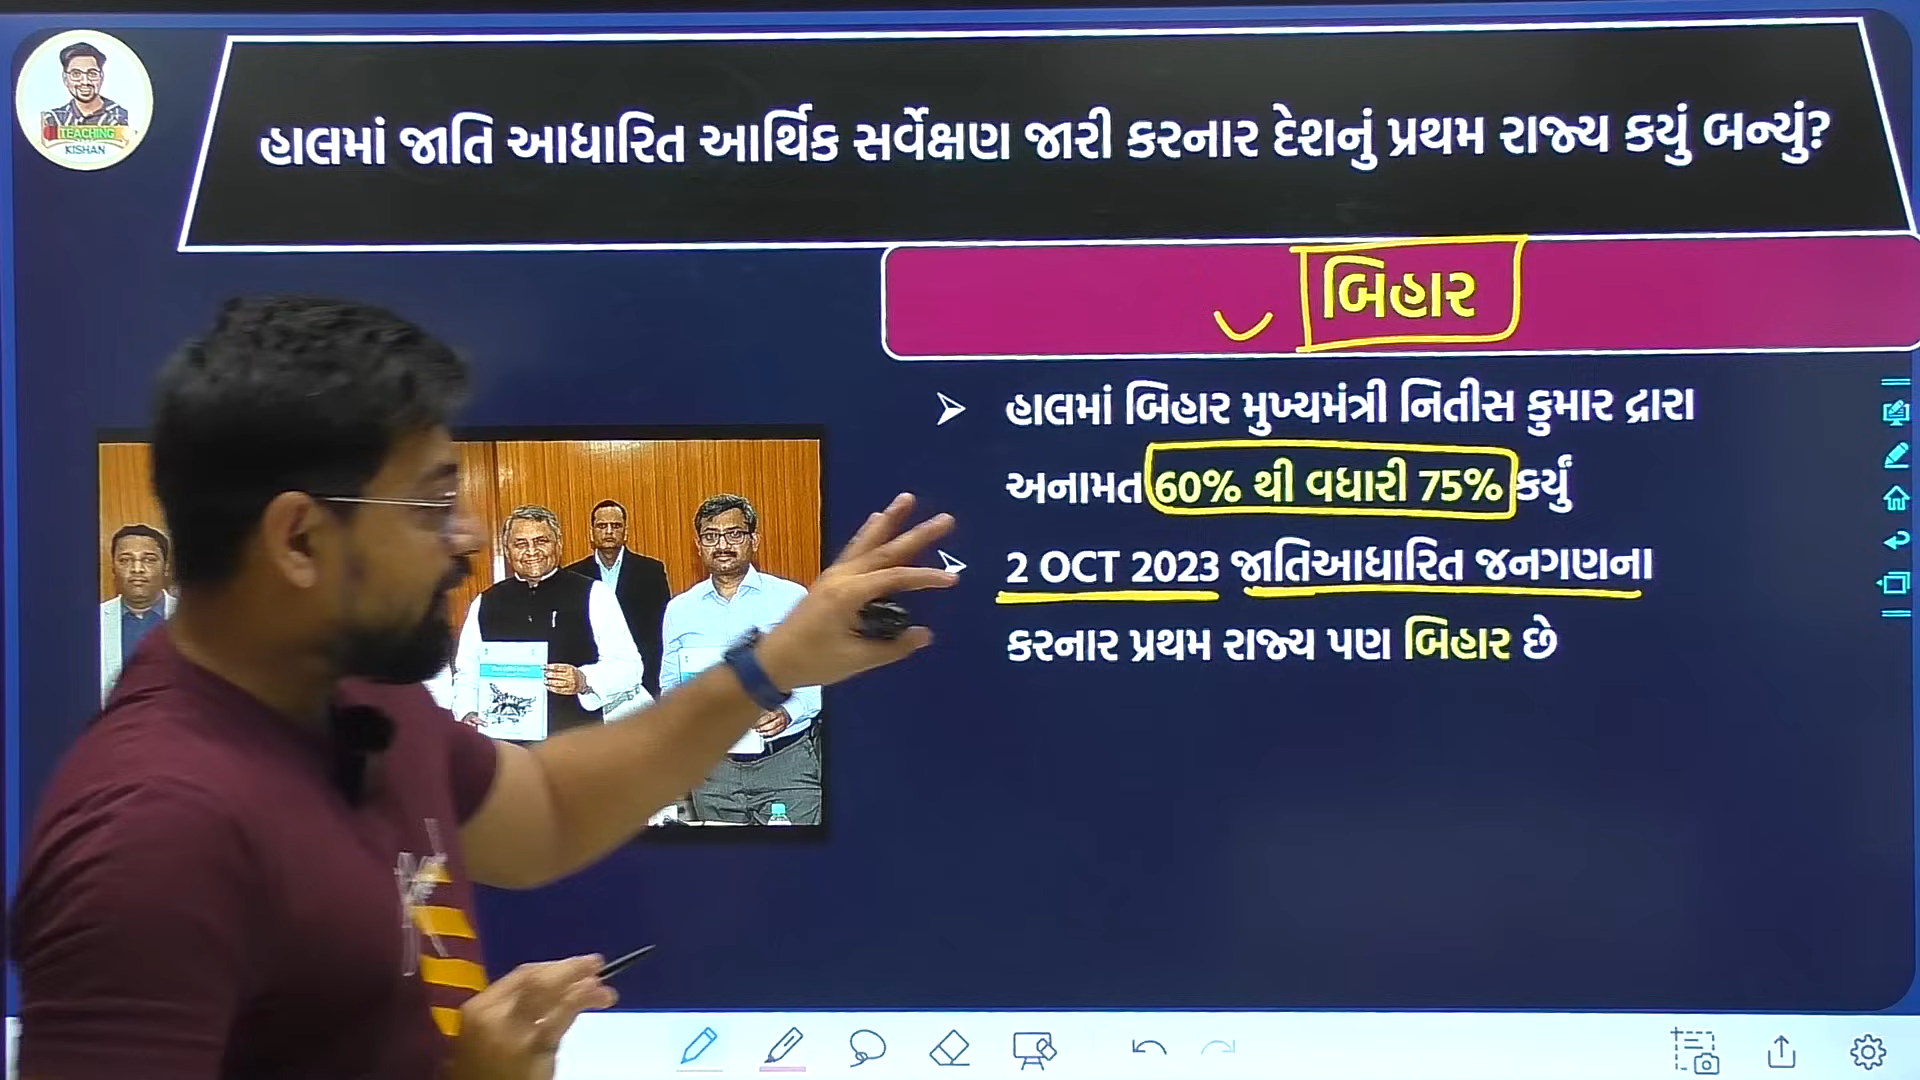 TEACHING
KISHAN
હાલમાં જાતિ આધારિત આર્થિક સર્વેક્ષણ જારી કરનાર દેશનું પ્રથમ રાજ્ય કયું બન્યું?
બિહાર
હાલમાં બિહાર મુખ્યમંત્રી નિતીસ કુમાર દ્રારા
અનામત 60% થી વધારી 75% કર્યું
2 OCT 2023 જાતિઆધારિત જનગણના
કરનાર પ્રથમ રાજ્ય પણ બિહાર છે